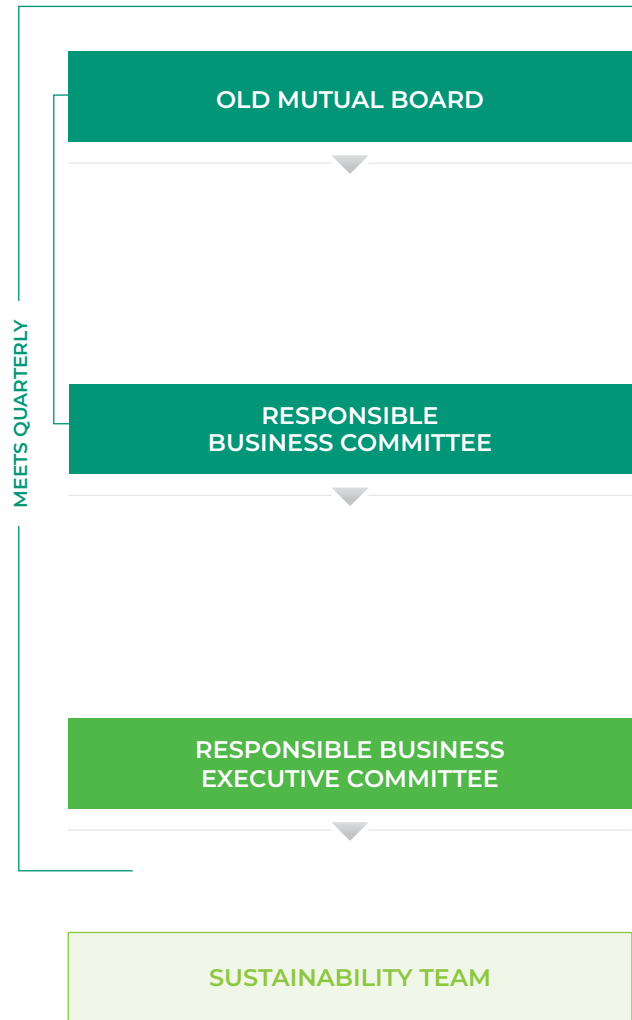 OLD MUTUAL BOARD
MEETS QUARTERLY
RESPONSIBLE
BUSINESS COMMITTEE
RESPONSIBLE BUSINESS
EXECUTIVE COMMITTEE
SUSTAINABILITY TEAM